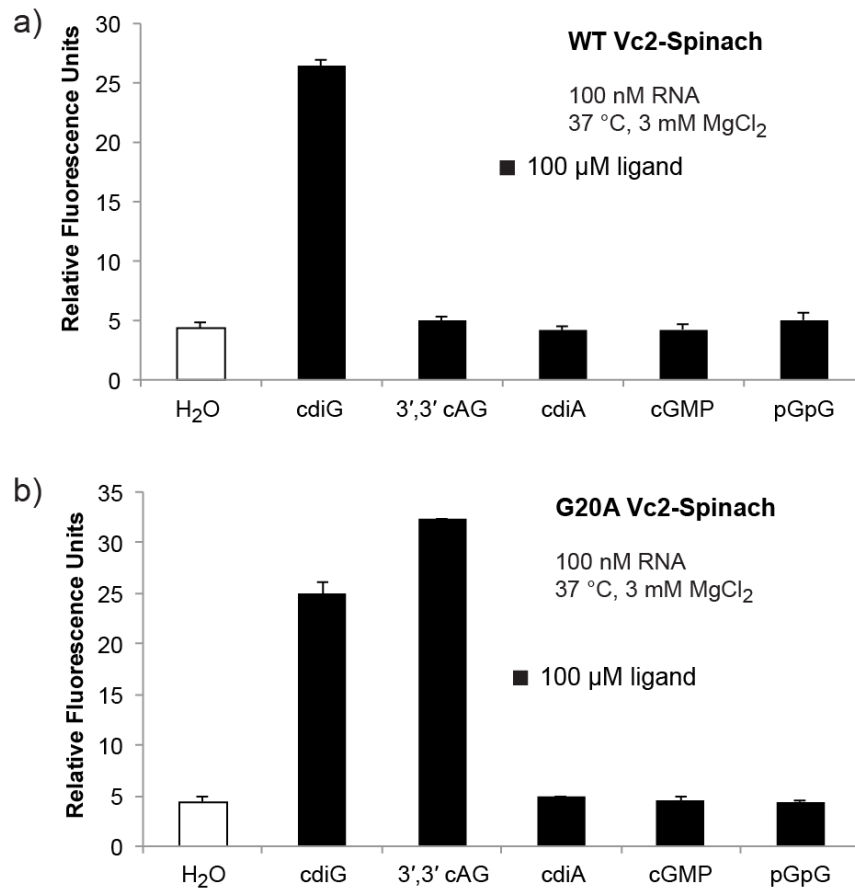 a)
WT Vc2-Spinach
100 nM RNA
37 °C, 3 mM MgCl2
■ 100 µM ligand
Relative Fluorescence Units
30
25
20
15
10
5
0
H2O cdiG 3′,3′ cAG cdiA cGMP pGpG
b)
G20A Vc2-Spinach
100 nM RNA
37 °C, 3 mM MgCl2
■ 100 µM ligand
Relative Fluorescence Units
35
30
25
20
15
10
5
0
H2O cdiG 3′,3′ cAG cdiA cGMP pGpG